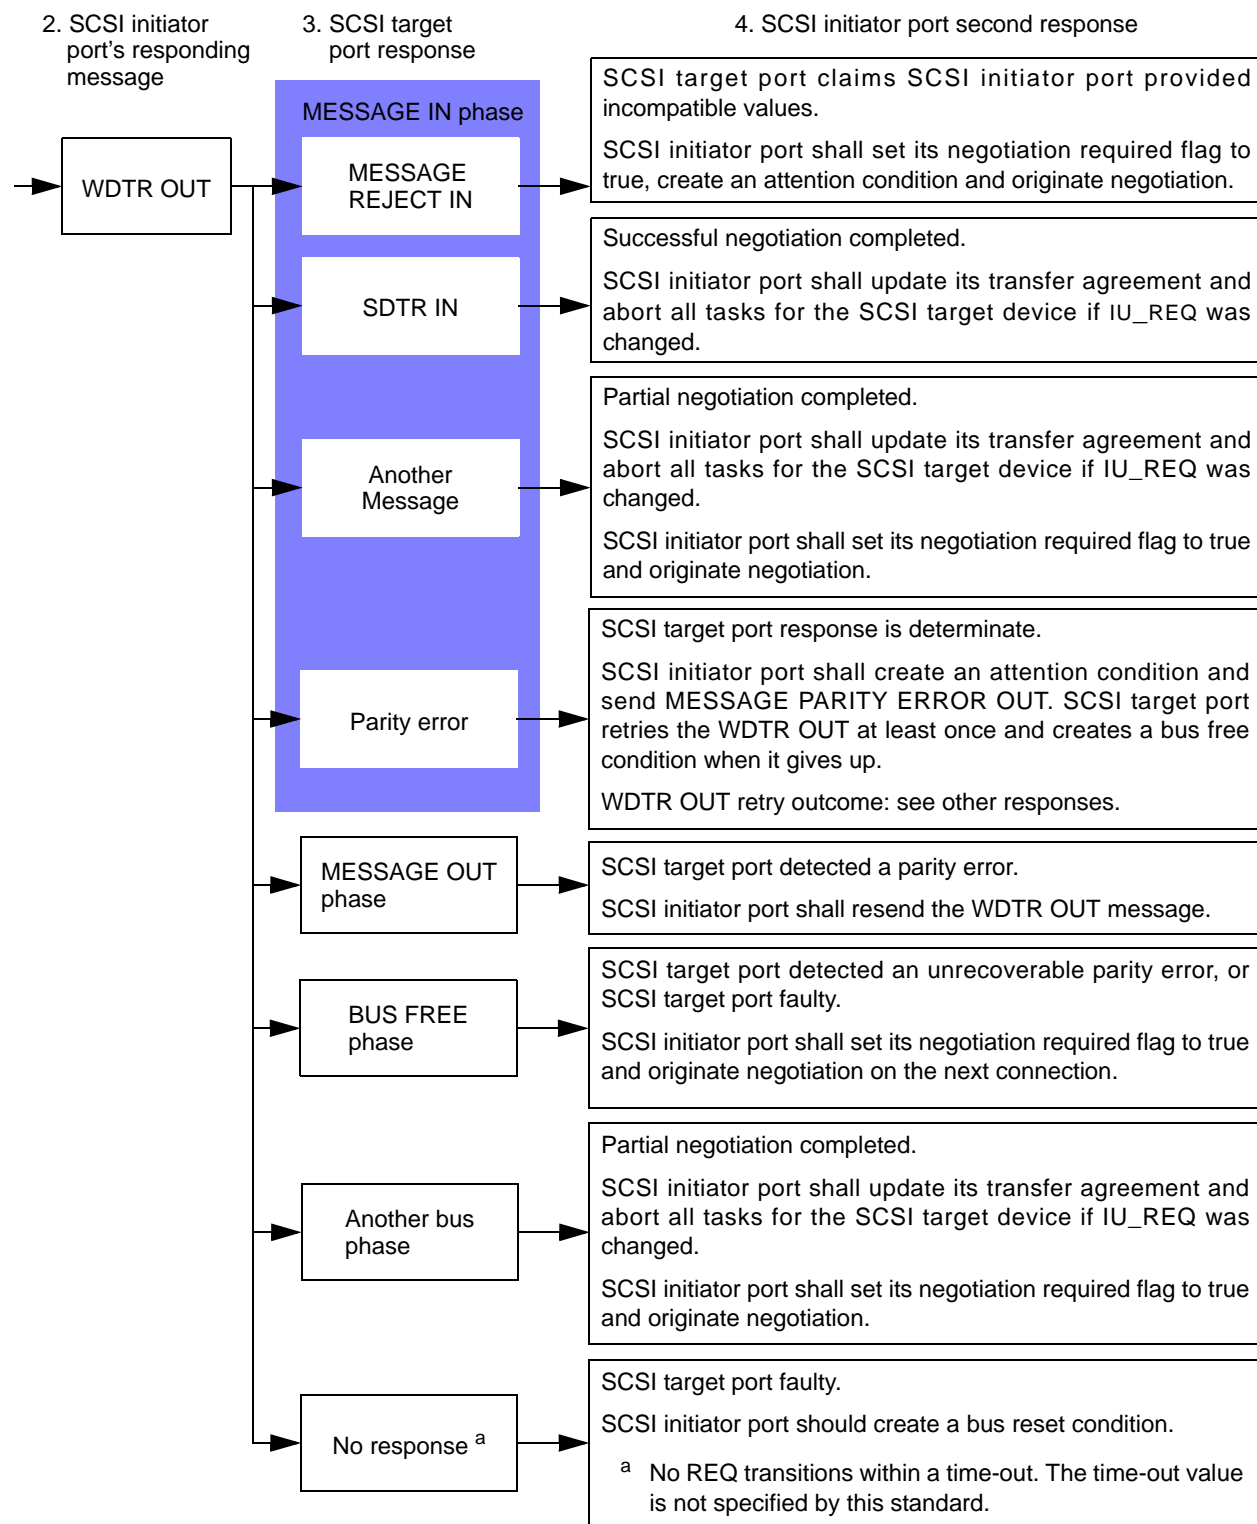 2. SCSI initiator
port's responding
message
3. SCSI target
port response
4. SCSI initiator port second response
MESSAGE IN phase
WDTR OUT
MESSAGE
REJECT IN
SCSI target port claims SCSI initiator port provided
incompatible values.
SCSI initiator port shall set its negotiation required flag to
true, create an attention condition and originate negotiation.
SDTR IN
Successful negotiation completed.
SCSI initiator port shall update its transfer agreement and
abort all tasks for the SCSI target device if IU_REQ was
changed.
Another
Message
Partial negotiation completed.
SCSI initiator port shall update its transfer agreement and
abort all tasks for the SCSI target device if IU_REQ was
changed.
SCSI initiator port shall set its negotiation required flag to true
and originate negotiation.
Parity error
SCSI target port response is determinate.
SCSI initiator port shall create an attention condition and
send MESSAGE PARITY ERROR OUT. SCSI target port
retries the WDTR OUT at least once and creates a bus free
condition when it gives up.
WDTR OUT retry outcome: see other responses.
MESSAGE OUT
phase
SCSI target port detected a parity error.
SCSI initiator port shall resend the WDTR OUT message.
BUS FREE
phase
SCSI target port detected an unrecoverable parity error, or
SCSI target port faulty.
SCSI initiator port shall set its negotiation required flag to true
and originate negotiation on the next connection.
Another bus
phase
Partial negotiation completed.
SCSI initiator port shall update its transfer agreement and
abort all tasks for the SCSI target device if IU_REQ was
changed.
SCSI initiator port shall set its negotiation required flag to true
and originate negotiation.
No response a
SCSI target port faulty.
SCSI initiator port should create a bus reset condition.
a No REQ transitions within a time-out. The time-out value
is not specified by this standard.